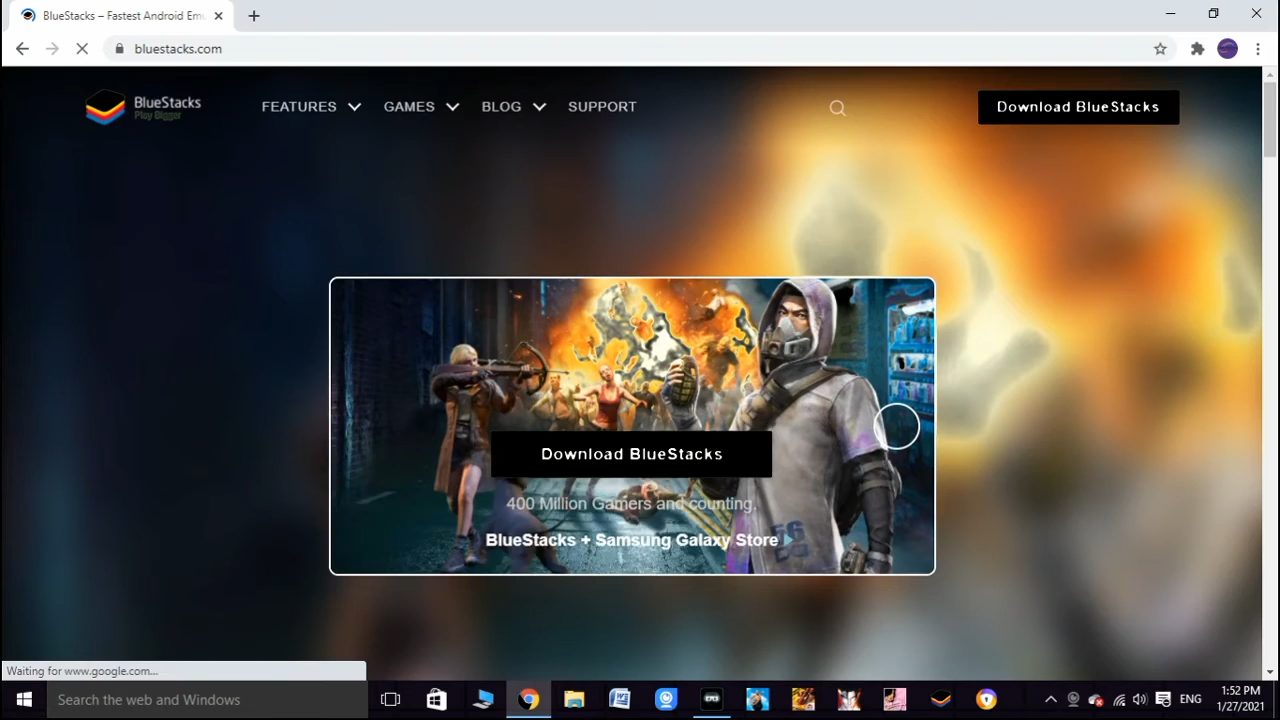 BlueStacks – Fastest Android Em
bluestacks.com
BlueStacks
Play Bigger
FEATURES
GAMES
BLOG
SUPPORT
Download BlueStacks
Download BlueStacks
400 Million Gamers and counting.
BlueStacks + Samsung Galaxy Store
56
Waiting for www.google.com...
Search the web and Windows
ENG
1:52 PM
1/27/2021